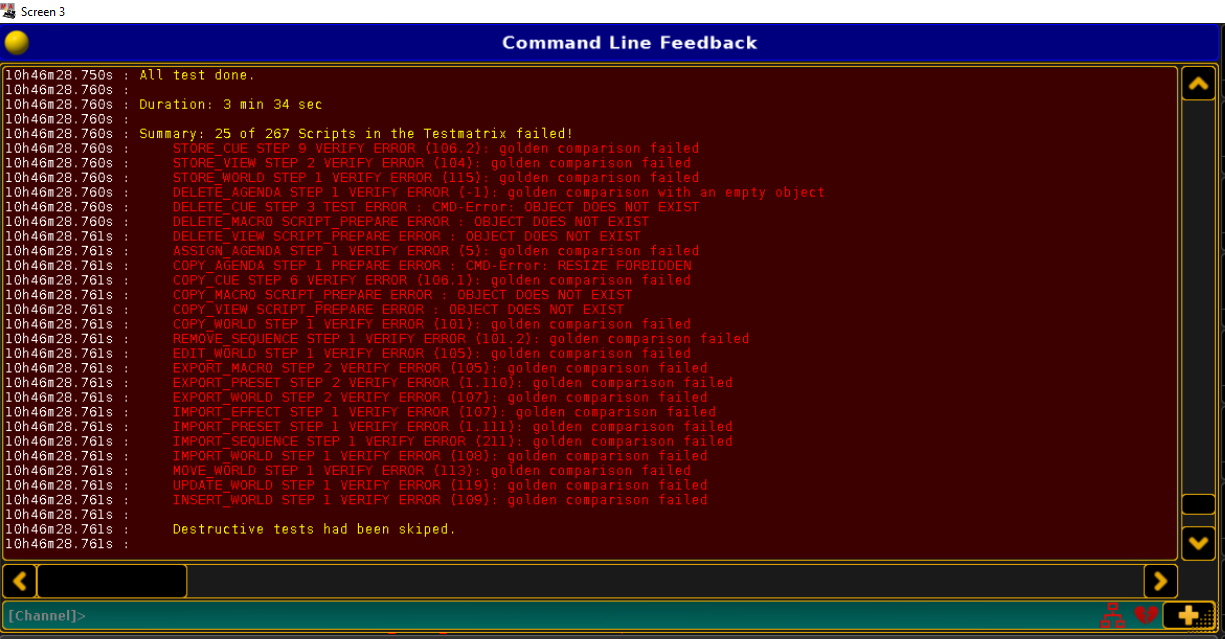 Screen 3
Command Line Feedback
10h46m28.750s : All test done.
10h46m28.760s :
10h46m28.760s : Duration: 3 min 34 sec
10h46m28.760s :
10h46m28.760s : Summary: 25 of 267 Scripts in the Testmatrix failed!
10h46m28.760s : STORE_CUE STEP 9 VERIFY ERROR (106.2): golden comparison failed
10h46m28.760s : STORE_VIEW STEP 2 VERIFY ERROR (104): golden comparison failed
10h46m28.760s : STORE_WORLD STEP 1 VERIFY ERROR (115): golden comparison failed
10h46m28.760s : DELETE_AGENDA STEP 1 VERIFY ERROR (-1): golden comparison with an empty object
10h46m28.760s : DELETE_CUE STEP 3 TEST ERROR : CMD-Error: OBJECT DOES NOT EXIST
10h46m28.760s : DELETE_MACRO SCRIPT_PREPARE ERROR : OBJECT DOES NOT EXIST
10h46m28.761s : DELETE_VIEW SCRIPT_PREPARE ERROR : OBJECT DOES NOT EXIST
10h46m28.761s : ASSIGN_AGENDA STEP 1 VERIFY ERROR (5): golden comparison failed
10h46m28.761s : COPY_AGENDA STEP 1 PREPARE ERROR : CMD-Error: RESIZE FORBIDDEN
10h46m28.761s : COPY_CUE STEP 6 VERIFY ERROR (106.1): golden comparison failed
10h46m28.761s : COPY_MACRO SCRIPT_PREPARE ERROR : OBJECT DOES NOT EXIST
10h46m28.761s : COPY_VIEW SCRIPT_PREPARE ERROR : OBJECT DOES NOT EXIST
10h46m28.761s : COPY_WORLD STEP 1 VERIFY ERROR (101): golden comparison failed
10h46m28.761s : REMOVE_SEQUENCE STEP 1 VERIFY ERROR (101.2): golden comparison failed
10h46m28.761s : EDIT_WORLD STEP 1 VERIFY ERROR (105): golden comparison failed
10h46m28.761s : EXPORT_MACRO STEP 2 VERIFY ERROR (105): golden comparison failed
10h46m28.761s : EXPORT_PRESET STEP 2 VERIFY ERROR (1.110): golden comparison failed
10h46m28.761s : EXPORT_WORLD STEP 2 VERIFY ERROR (107): golden comparison failed
10h46m28.761s : IMPORT_EFFECT STEP 1 VERIFY ERROR (107): golden comparison failed
10h46m28.761s : IMPORT_PRESET STEP 1 VERIFY ERROR (1.111): golden comparison failed
10h46m28.761s : IMPORT_SEQUENCE STEP 1 VERIFY ERROR (211): golden comparison failed
10h46m28.761s : IMPORT_WORLD STEP 1 VERIFY ERROR (108): golden comparison failed
10h46m28.761s : MOVE_WORLD STEP 1 VERIFY ERROR (113): golden comparison failed
10h46m28.761s : UPDATE_WORLD STEP 1 VERIFY ERROR (119): golden comparison failed
10h46m28.761s : INSERT_WORLD STEP 1 VERIFY ERROR (109): golden comparison failed
10h46m28.761s :
10h46m28.761s : Destructive tests had been skiped.
10h46m28.761s :
[Channel]>